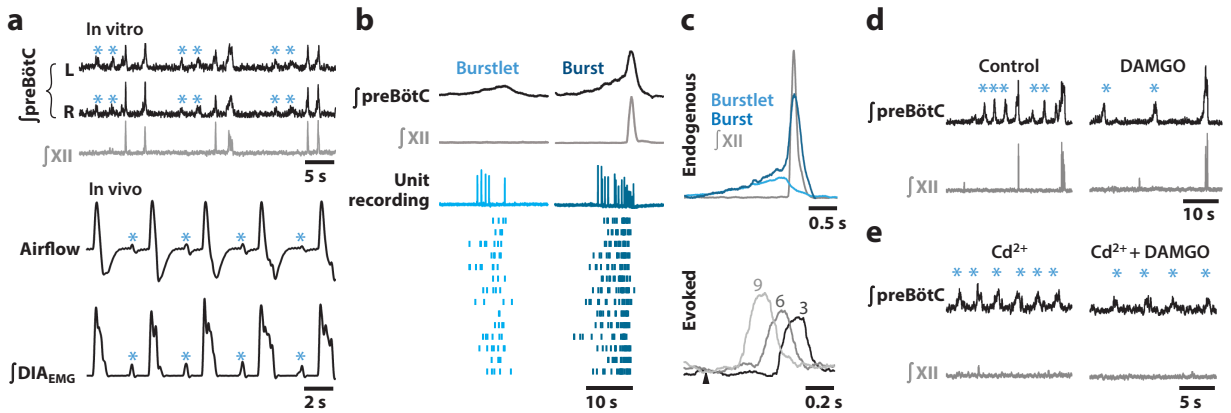 a
In vitro
* * * * * *
L
∫preBötC
* * * * * *
R
∫XII
5 s
In vivo
Airflow
* * * *
∫DIA_EMG
* * * *
2 s
b
Burstlet Burst
∫preBötC
∫XII
Unit
recording
10 s
c
Endogenous
Burstlet
Burst
∫XII
0.5 s
Evoked
9
6
3
0.2 s
d
Control DAMGO
***** * *
∫preBötC
∫XII
10 s
e
Cd²⁺ Cd²⁺ + DAMGO
* * * * * * * * * *
∫preBötC
∫XII
5 s